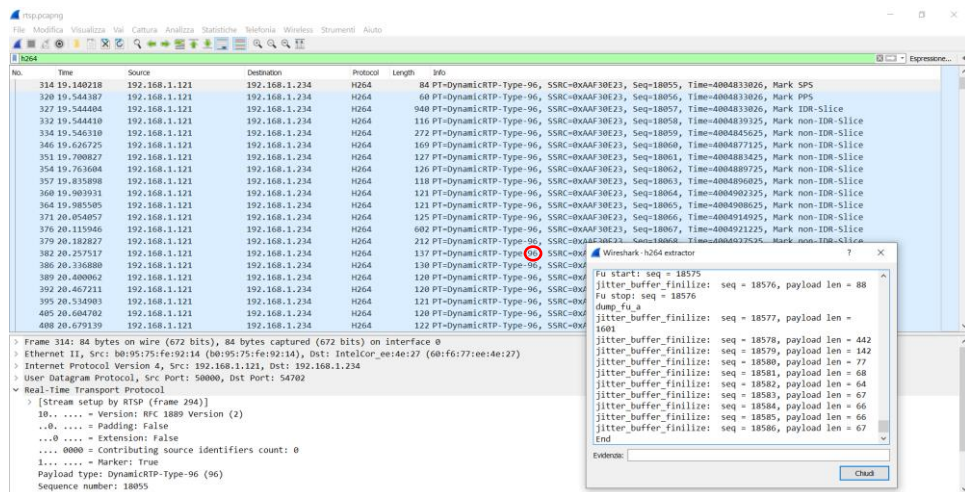 rtsp.pcapng
File Modifica Visualizza Vai Cattura Analizza Statistiche Telefonia Wireless Strumenti Aiuto
h264 Espressione... +
No. Time Source Destination Protocol Length Info
314 19.140218 192.168.1.121 192.168.1.234 H264 84 PT=DynamicRTP-Type-96, SSRC=0xAAF30E23, Seq=18055, Time=4004833026, Mark SPS
320 19.544387 192.168.1.121 192.168.1.234 H264 60 PT=DynamicRTP-Type-96, SSRC=0xAAF30E23, Seq=18056, Time=4004833026, Mark PPS
327 19.544404 192.168.1.121 192.168.1.234 H264 940 PT=DynamicRTP-Type-96, SSRC=0xAAF30E23, Seq=18057, Time=4004833026, Mark IDR-Slice
332 19.544410 192.168.1.121 192.168.1.234 H264 116 PT=DynamicRTP-Type-96, SSRC=0xAAF30E23, Seq=18058, Time=4004839325, Mark non-IDR-Slice
334 19.546310 192.168.1.121 192.168.1.234 H264 272 PT=DynamicRTP-Type-96, SSRC=0xAAF30E23, Seq=18059, Time=4004845625, Mark non-IDR-Slice
346 19.626725 192.168.1.121 192.168.1.234 H264 169 PT=DynamicRTP-Type-96, SSRC=0xAAF30E23, Seq=18060, Time=4004877125, Mark non-IDR-Slice
351 19.700827 192.168.1.121 192.168.1.234 H264 127 PT=DynamicRTP-Type-96, SSRC=0xAAF30E23, Seq=18061, Time=4004883425, Mark non-IDR-Slice
354 19.763604 192.168.1.121 192.168.1.234 H264 126 PT=DynamicRTP-Type-96, SSRC=0xAAF30E23, Seq=18062, Time=4004889725, Mark non-IDR-Slice
357 19.835898 192.168.1.121 192.168.1.234 H264 118 PT=DynamicRTP-Type-96, SSRC=0xAAF30E23, Seq=18063, Time=4004896025, Mark non-IDR-Slice
360 19.903931 192.168.1.121 192.168.1.234 H264 121 PT=DynamicRTP-Type-96, SSRC=0xAAF30E23, Seq=18064, Time=4004902325, Mark non-IDR-Slice
364 19.985505 192.168.1.121 192.168.1.234 H264 121 PT=DynamicRTP-Type-96, SSRC=0xAAF30E23, Seq=18065, Time=4004908625, Mark non-IDR-Slice
371 20.054057 192.168.1.121 192.168.1.234 H264 125 PT=DynamicRTP-Type-96, SSRC=0xAAF30E23, Seq=18066, Time=4004914925, Mark non-IDR-Slice
376 20.115946 192.168.1.121 192.168.1.234 H264 602 PT=DynamicRTP-Type-96, SSRC=0xAAF30E23, Seq=18067, Time=4004921225, Mark non-IDR-Slice
379 20.182827 192.168.1.121 192.168.1.234 H264 212 PT=DynamicRTP-Type-96, SSRC=0xAAF30E23, Seq=18068, Time=4004927525, Mark non-IDR-Slice
382 20.257517 192.168.1.121 192.168.1.234 H264 137 PT=DynamicRTP-Type-96, SSRC=0xA
386 20.336880 192.168.1.121 192.168.1.234 H264 130 PT=DynamicRTP-Type-96, SSRC=0xA
389 20.400062 192.168.1.121 192.168.1.234 H264 120 PT=DynamicRTP-Type-96, SSRC=0xA
392 20.467211 192.168.1.121 192.168.1.234 H264 120 PT=DynamicRTP-Type-96, SSRC=0xA
395 20.534903 192.168.1.121 192.168.1.234 H264 121 PT=DynamicRTP-Type-96, SSRC=0xA
405 20.604702 192.168.1.121 192.168.1.234 H264 120 PT=DynamicRTP-Type-96, SSRC=0xA
408 20.679139 192.168.1.121 192.168.1.234 H264 122 PT=DynamicRTP-Type-96, SSRC=0xA
> Frame 314: 84 bytes on wire (672 bits), 84 bytes captured (672 bits) on interface 0
> Ethernet II, Src: b0:95:75:fe:92:14 (b0:95:75:fe:92:14), Dst: IntelCor_ee:4e:27 (60:f6:77:ee:4e:27)
> Internet Protocol Version 4, Src: 192.168.1.121, Dst: 192.168.1.234
> User Datagram Protocol, Src Port: 50000, Dst Port: 54702
Real-Time Transport Protocol
> [Stream setup by RTSP (frame 294)]
10.. .... = Version: RFC 1889 Version (2)
..0. .... = Padding: False
...0 .... = Extension: False
.... 0000 = Contributing source identifiers count: 0
1... .... = Marker: True
Payload type: DynamicRTP-Type-96 (96)
Sequence number: 18055
Wireshark · h264 extractor ? ×
Fu start: seq = 18575
jitter_buffer_finilize: seq = 18576, payload len = 88
Fu stop: seq = 18576
dump_fu_a
jitter_buffer_finilize: seq = 18577, payload len =
1601
jitter_buffer_finilize: seq = 18578, payload len = 442
jitter_buffer_finilize: seq = 18579, payload len = 142
jitter_buffer_finilize: seq = 18580, payload len = 77
jitter_buffer_finilize: seq = 18581, payload len = 68
jitter_buffer_finilize: seq = 18582, payload len = 64
jitter_buffer_finilize: seq = 18583, payload len = 67
jitter_buffer_finilize: seq = 18584, payload len = 66
jitter_buffer_finilize: seq = 18585, payload len = 66
jitter_buffer_finilize: seq = 18586, payload len = 67
End
Evidenzia:
Chiudi